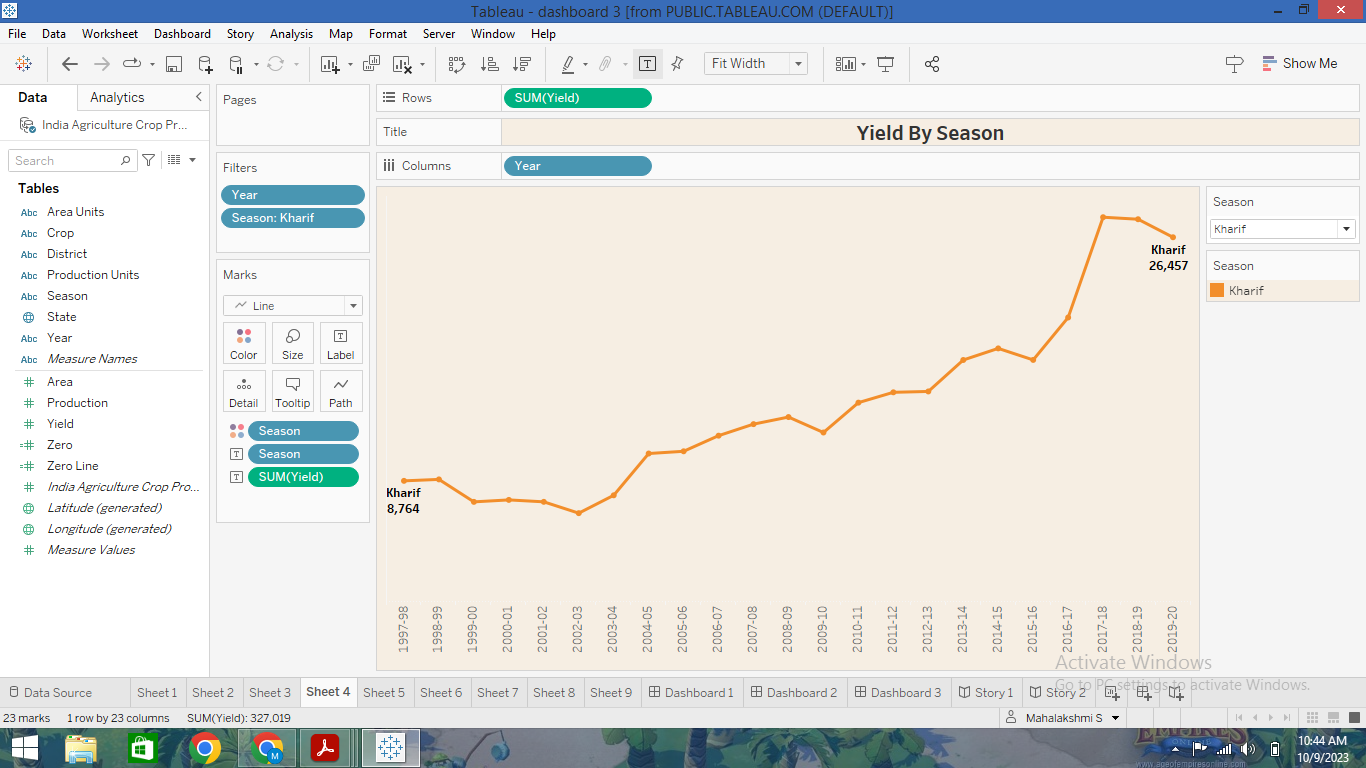 Tableau - dashboard 3 [from PUBLIC.TABLEAU.COM (DEFAULT)]
File Data Worksheet Dashboard Story Analysis Map Format Server Window Help
Fit Width
Show Me
Data Analytics
India Agriculture Crop Pr...
Search
Tables
Abc Area Units
Abc Crop
Abc District
Abc Production Units
Abc Season
State
Abc Year
Abc Measure Names
# Area
# Production
# Yield
=# Zero
=# Zero Line
# India Agriculture Crop Pro...
Latitude (generated)
Longitude (generated)
# Measure Values
Pages
Filters
Year
Season: Kharif
Marks
Line
Color Size Label
Detail Tooltip Path
Season
Season
SUM(Yield)
Rows SUM(Yield)
Title Yield By Season
Columns Year
Kharif
26,457
Kharif
8,764
1997-98
1998-99
1999-00
2000-01
2001-02
2002-03
2003-04
2004-05
2005-06
2006-07
2007-08
2008-09
2009-10
2010-11
2011-12
2012-13
2013-14
2014-15
2015-16
2016-17
2017-18
2018-19
2019-20
Season
Kharif
Season
Kharif
Activate Windows
Go to PC settings to activate Windows.
Data Source Sheet 1 Sheet 2 Sheet 3 Sheet 4 Sheet 5 Sheet 6 Sheet 7 Sheet 8 Sheet 9 Dashboard 1 Dashboard 2 Dashboard 3 Story 1 Story 2
23 marks 1 row by 23 columns SUM(Yield): 327,019
Mahalakshmi S
M
EMPIRES
10:44 AM
www.ageofempiresonline.com
10/9/2023